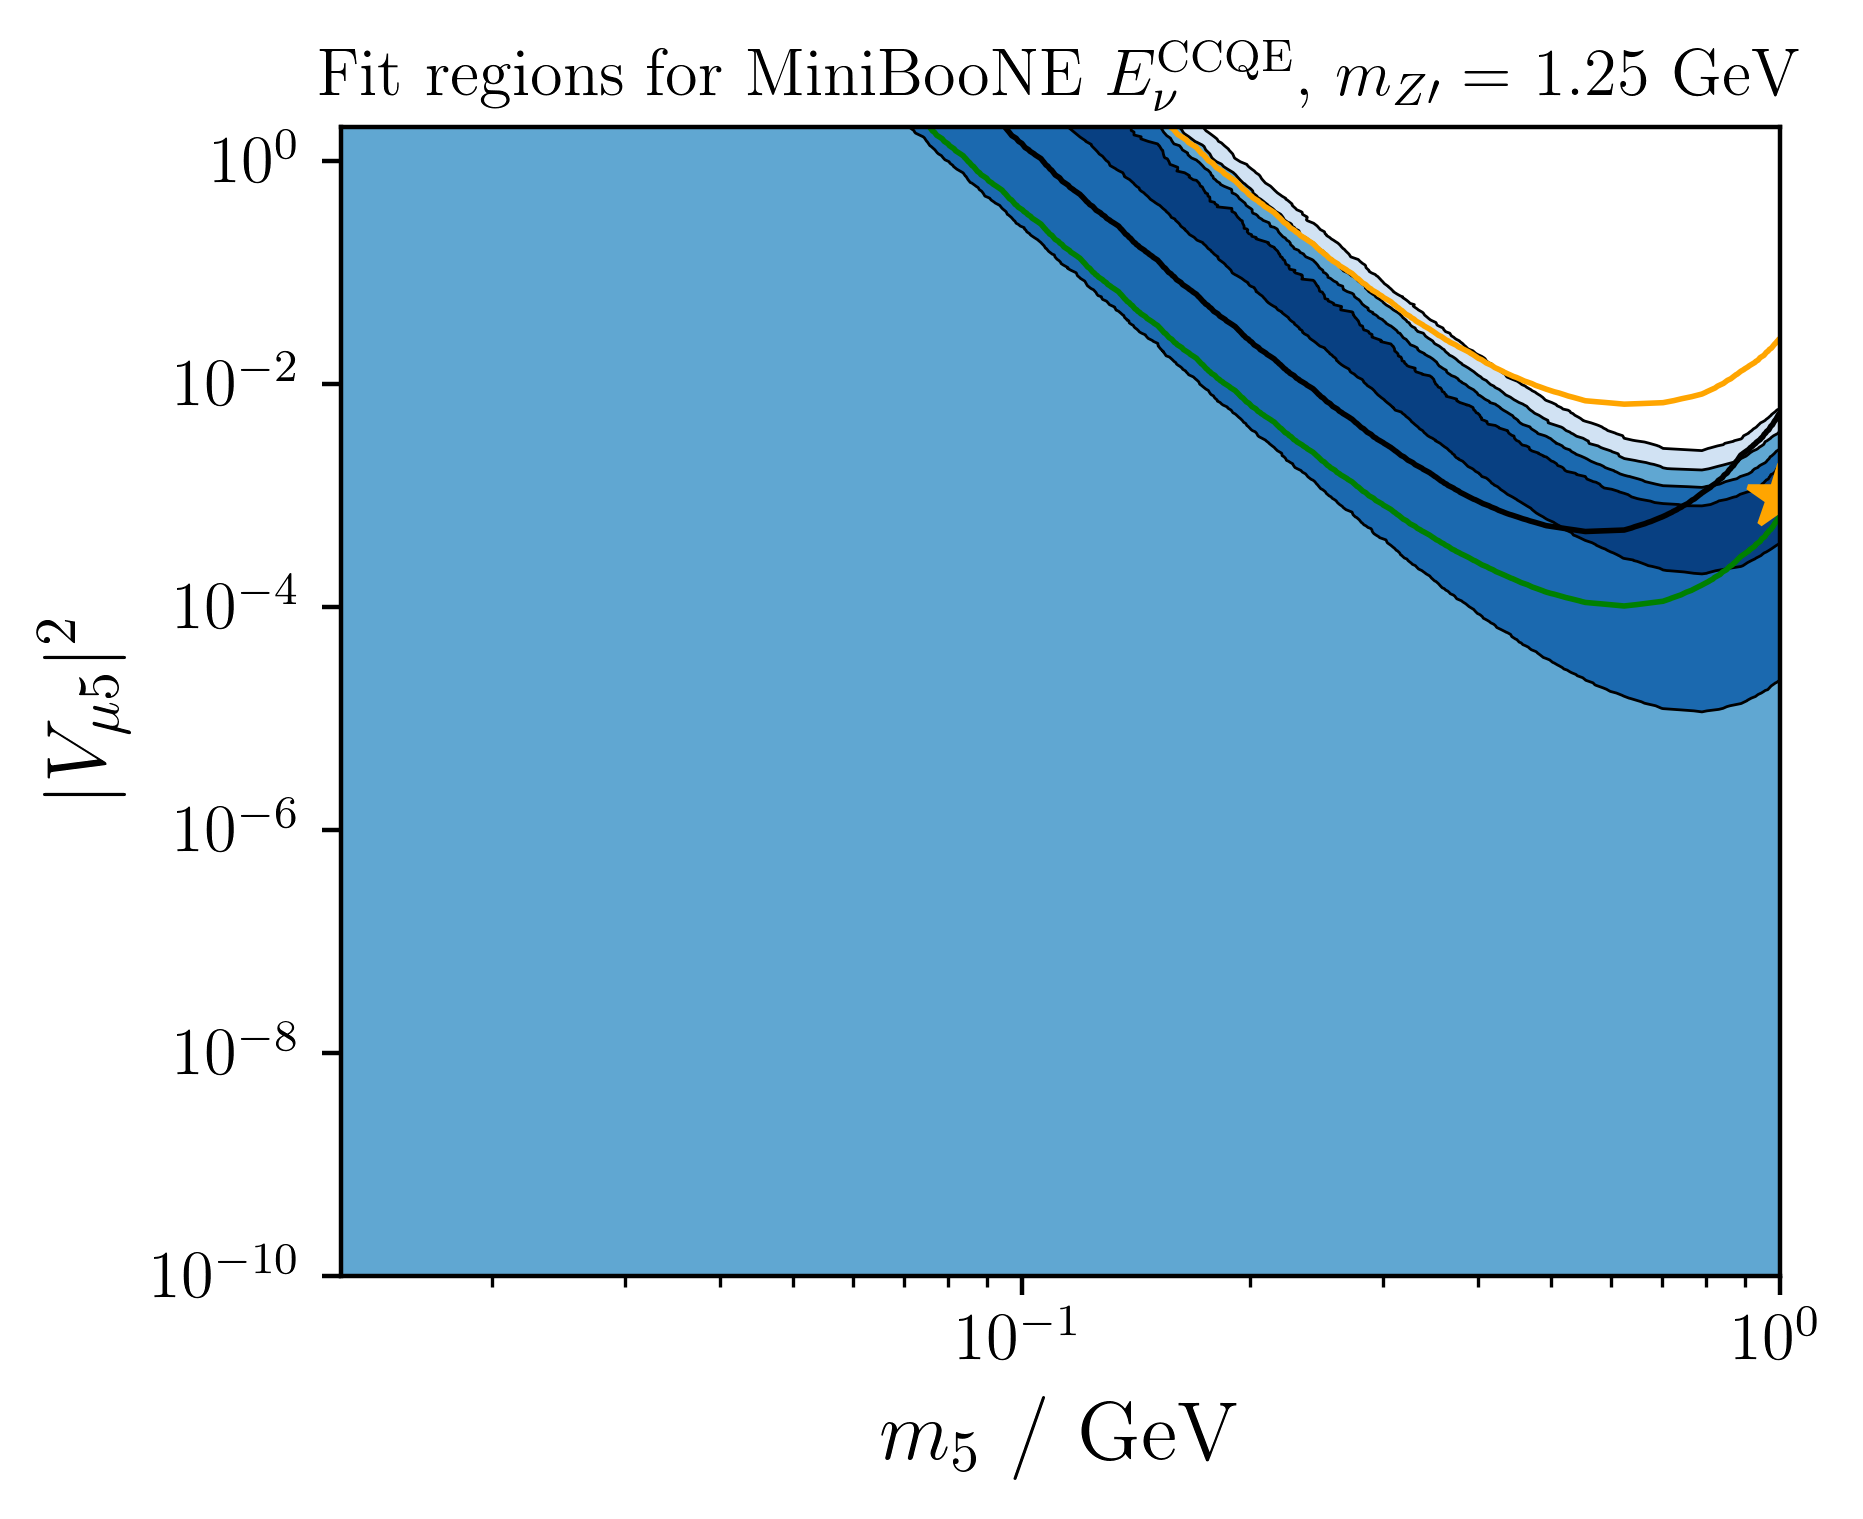 Fit regions for MiniBooNE $E_\nu^{\mathrm{CCQE}}$, $m_{Z\prime} = 1.25$ GeV
$10^{0}$
$10^{-2}$
$10^{-4}$
$10^{-6}$
$10^{-8}$
$10^{-10}$
$|V_{\mu 5}|^2$
$10^{-1}$
$10^{0}$
$m_5$ / GeV